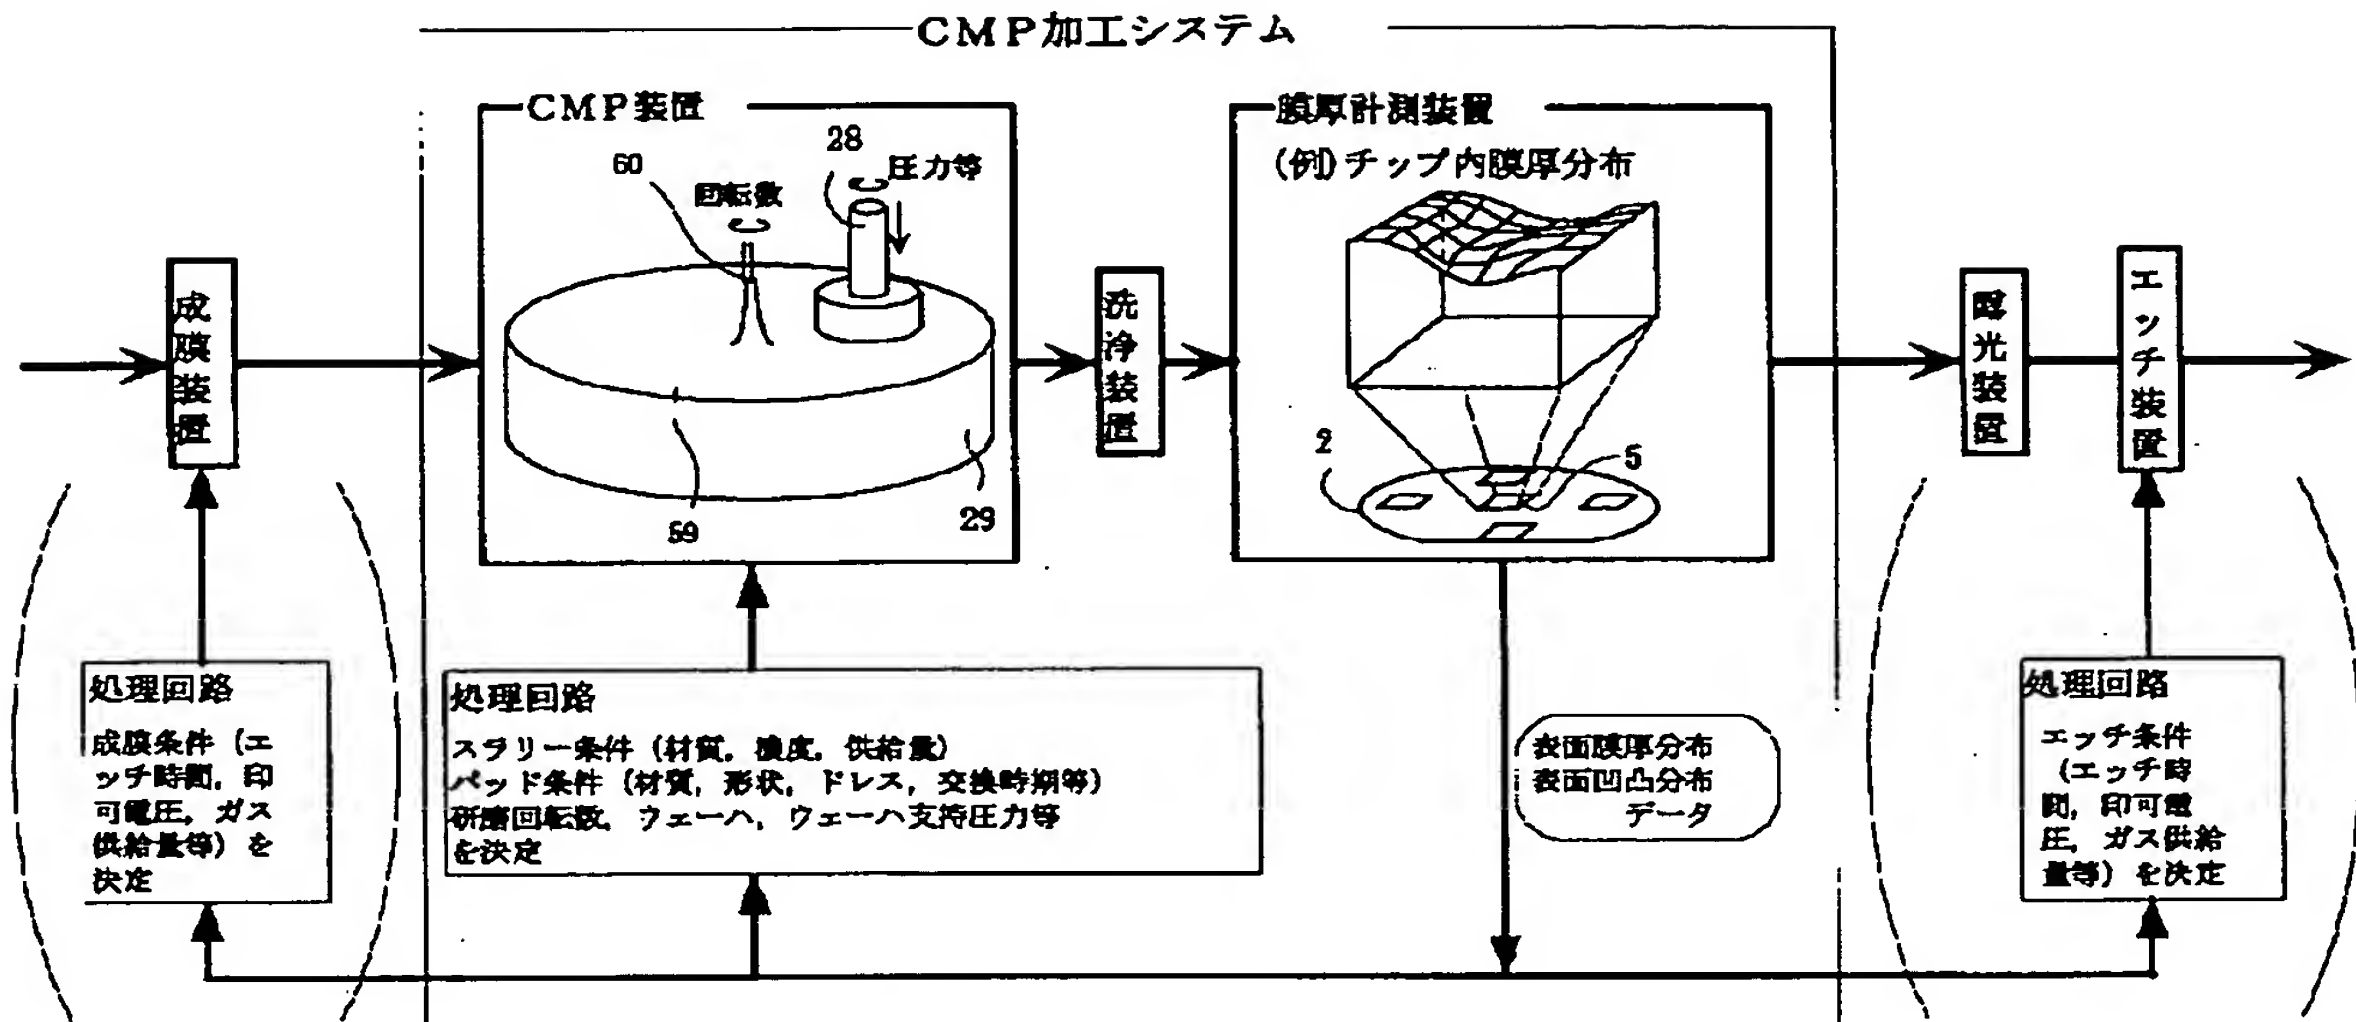 CMP加工システム
CMP装置
膜厚計測装置
(例)チップ内膜厚分布
28
圧力等
60
回転数
59
29
2
5
成膜装置
洗浄装置
光装置
エッチ装置
処理回路
成膜条件（エ
ッチ時間，印
可電圧，ガス
供給量等）を
決定
処理回路
スラリー条件（材質，濃度，供給量）
パッド条件（材質，形状，ドレス，交換時期等）
研磨回転数，ウェーハ，ウェーハ支持圧力等
を決定
表面膜厚分布
表面凹凸分布
データ
処理回路
エッチ条件
（エッチ時
間，印可電
圧，ガス供給
量等）を決定